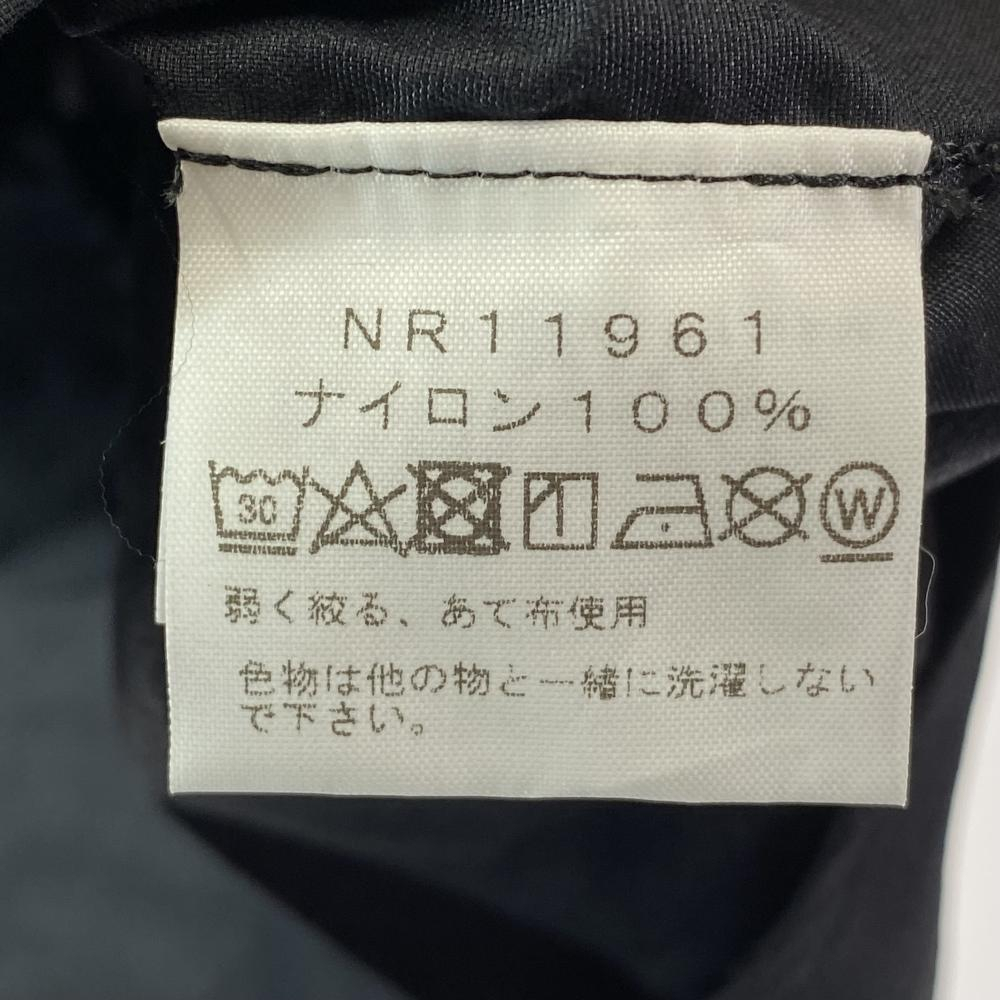 NR11961
ナイロン100%
30 W
弱く絞る、あて布使用
色物は他の物と一緒に洗濯しない
で下さい。